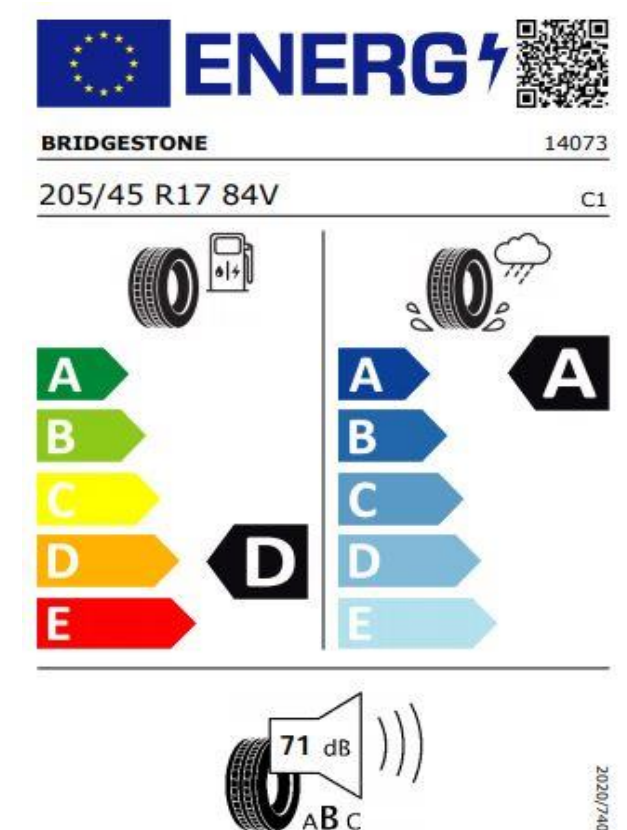 ENERG
BRIDGESTONE 14073
205/45 R17 84V C1
A A A
B B
C C
D D D
E E
71 dB
ABC
2020/740